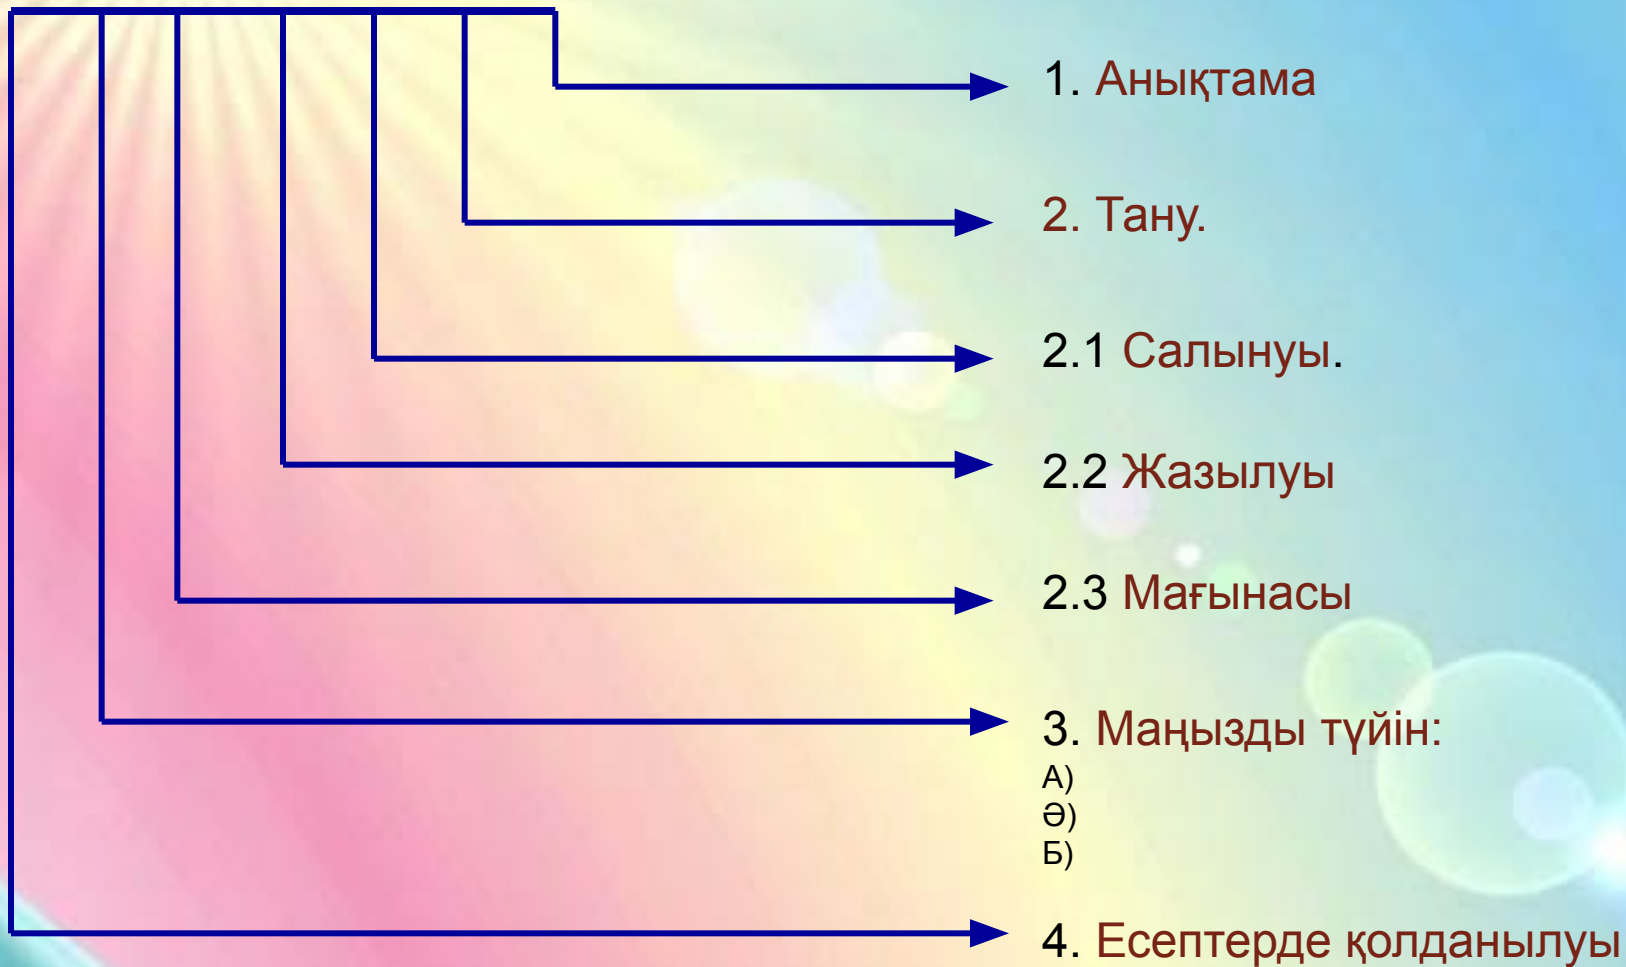 1. Анықтама
2. Тану.
2.1 Салынуы.
2.2 Жазылуы
2.3 Мағынасы
3. Маңызды түйін:
А)
Ә)
Б)
4. Есептерде қолданылуы